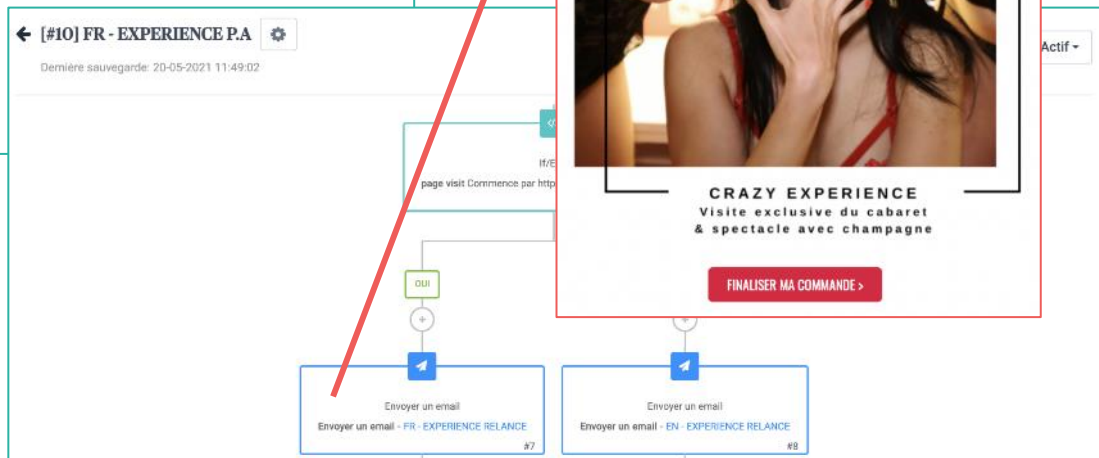 [#10] FR - EXPERIENCE P.A
Dernière sauvegarde: 20-05-2021 11:49:02
Actif
page visit Commence par http
CRAZY EXPERIENCE
Visite exclusive du cabaret
& spectacle avec champagne
FINALISER MA COMMANDE >
OUI
Envoyer un email
Envoyer un email - FR - EXPERIENCE RELANCE
#7
Envoyer un email
Envoyer un email - EN - EXPERIENCE RELANCE
#8